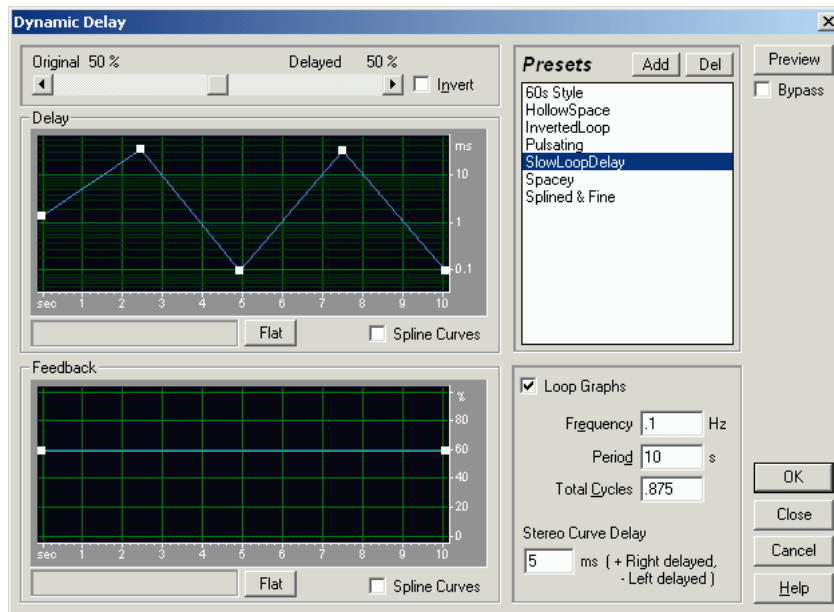 Dynamic Delay
Original 50 % Delayed 50 %
Invert
Delay
ms
10
1
0.1
sec 1 2 3 4 5 6 7 8 9 10
Flat
Spline Curves
Feedback
%
80
60
40
20
0
sec 1 2 3 4 5 6 7 8 9 10
Flat
Spline Curves
Presets
Add
Del
60s Style
HollowSpace
InvertedLoop
Pulsating
SlowLoopDelay
Spacey
Splined & Fine
Loop Graphs
Frequency .1 Hz
Period 10 s
Total Cycles .875
Stereo Curve Delay
5 ms ( + Right delayed,
- Left delayed )
Preview
Bypass
OK
Close
Cancel
Help